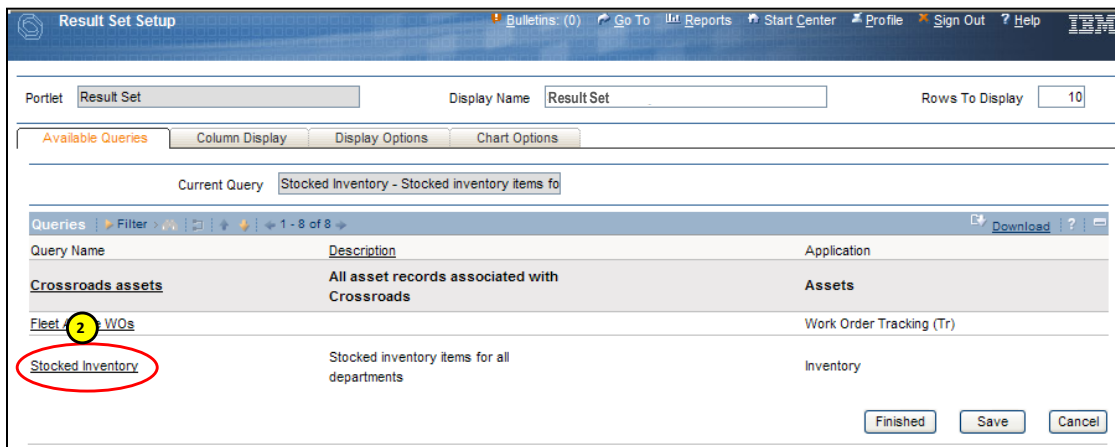 Result Set Setup
Bulletins: (0) Go To Reports Start Center Profile Sign Out ? Help IBM
Portlet Result Set Display Name Result Set Rows To Display 10
Available Queries Column Display Display Options Chart Options
Current Query Stocked Inventory - Stocked inventory items fo
Queries Filter 1 - 8 of 8 Download ?
Query Name Description Application
Crossroads assets All asset records associated with Crossroads Assets
Fleet 2 WOs Work Order Tracking (Tr)
Stocked Inventory Stocked inventory items for all departments Inventory
Finished Save Cancel